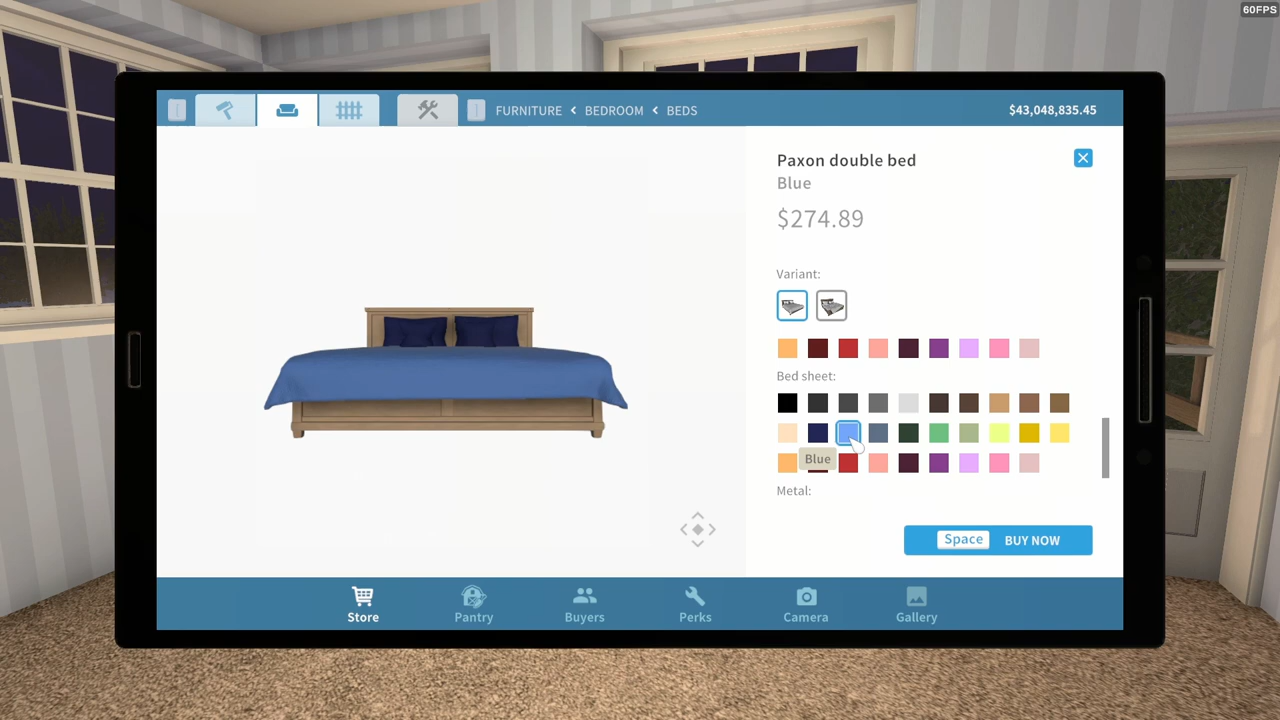 60FPS
FURNITURE < BEDROOM < BEDS
$43,048,835.45
Paxon double bed
Blue
$274.89
Variant:
Bed sheet:
Blue
Metal:
Space BUY NOW
Store
Pantry
Buyers
Perks
Camera
Gallery